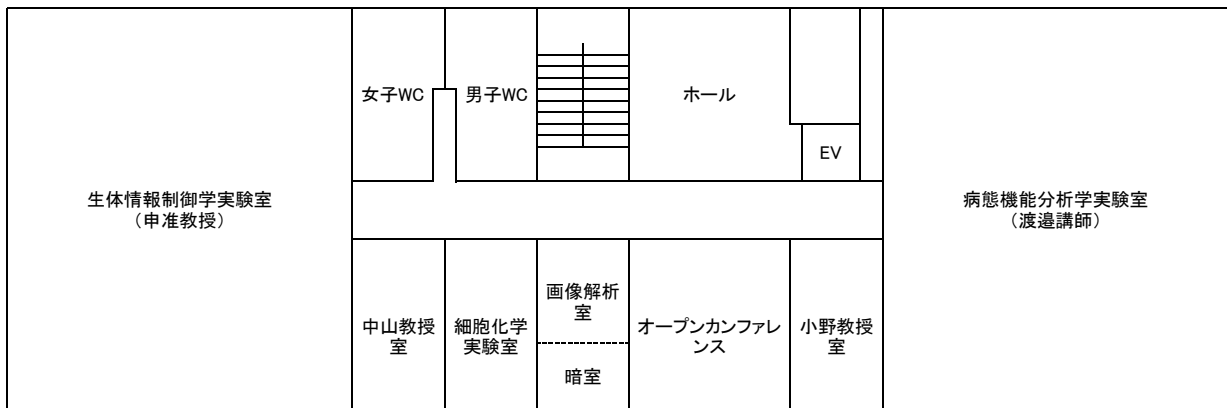 女子WC
男子WC
ホール
EV
生体情報制御学実験室
(申准教授)
病態機能分析学実験室
(渡邉講師)
中山教授
室
細胞化学
実験室
画像解析
室
暗室
オープンカンファレ
ンス
小野教授
室